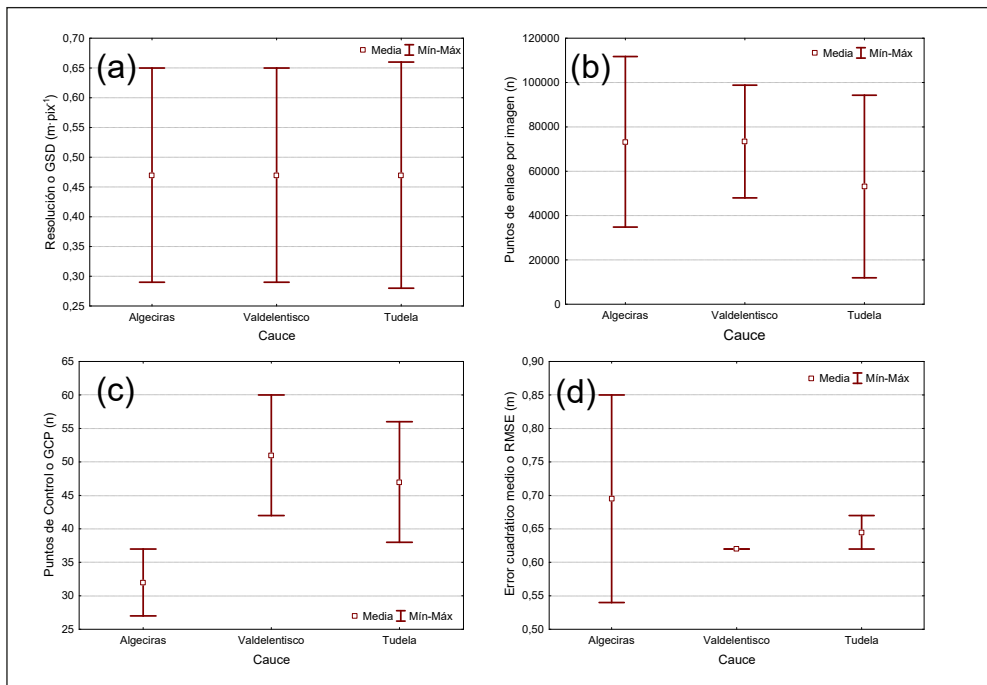 (a)
Media Mín-Máx
Resolución o GSD (m·pix⁻¹)
0,70
0,65
0,60
0,55
0,50
0,45
0,40
0,35
0,30
0,25
Algeciras Valdelentisco Tudela
Cauce
(b)
Media Mín-Máx
Puntos de enlace por imagen (n)
120000
100000
80000
60000
40000
20000
0
Algeciras Valdelentisco Tudela
Cauce
(c)
Puntos de Control o GCP (n)
65
60
55
50
45
40
35
30
25
Media Mín-Máx
Algeciras Valdelentisco Tudela
Cauce
(d)
Media Mín-Máx
Error cuadrático medio o RMSE (m)
0,90
0,85
0,80
0,75
0,70
0,65
0,60
0,55
0,50
Algeciras Valdelentisco Tudela
Cauce